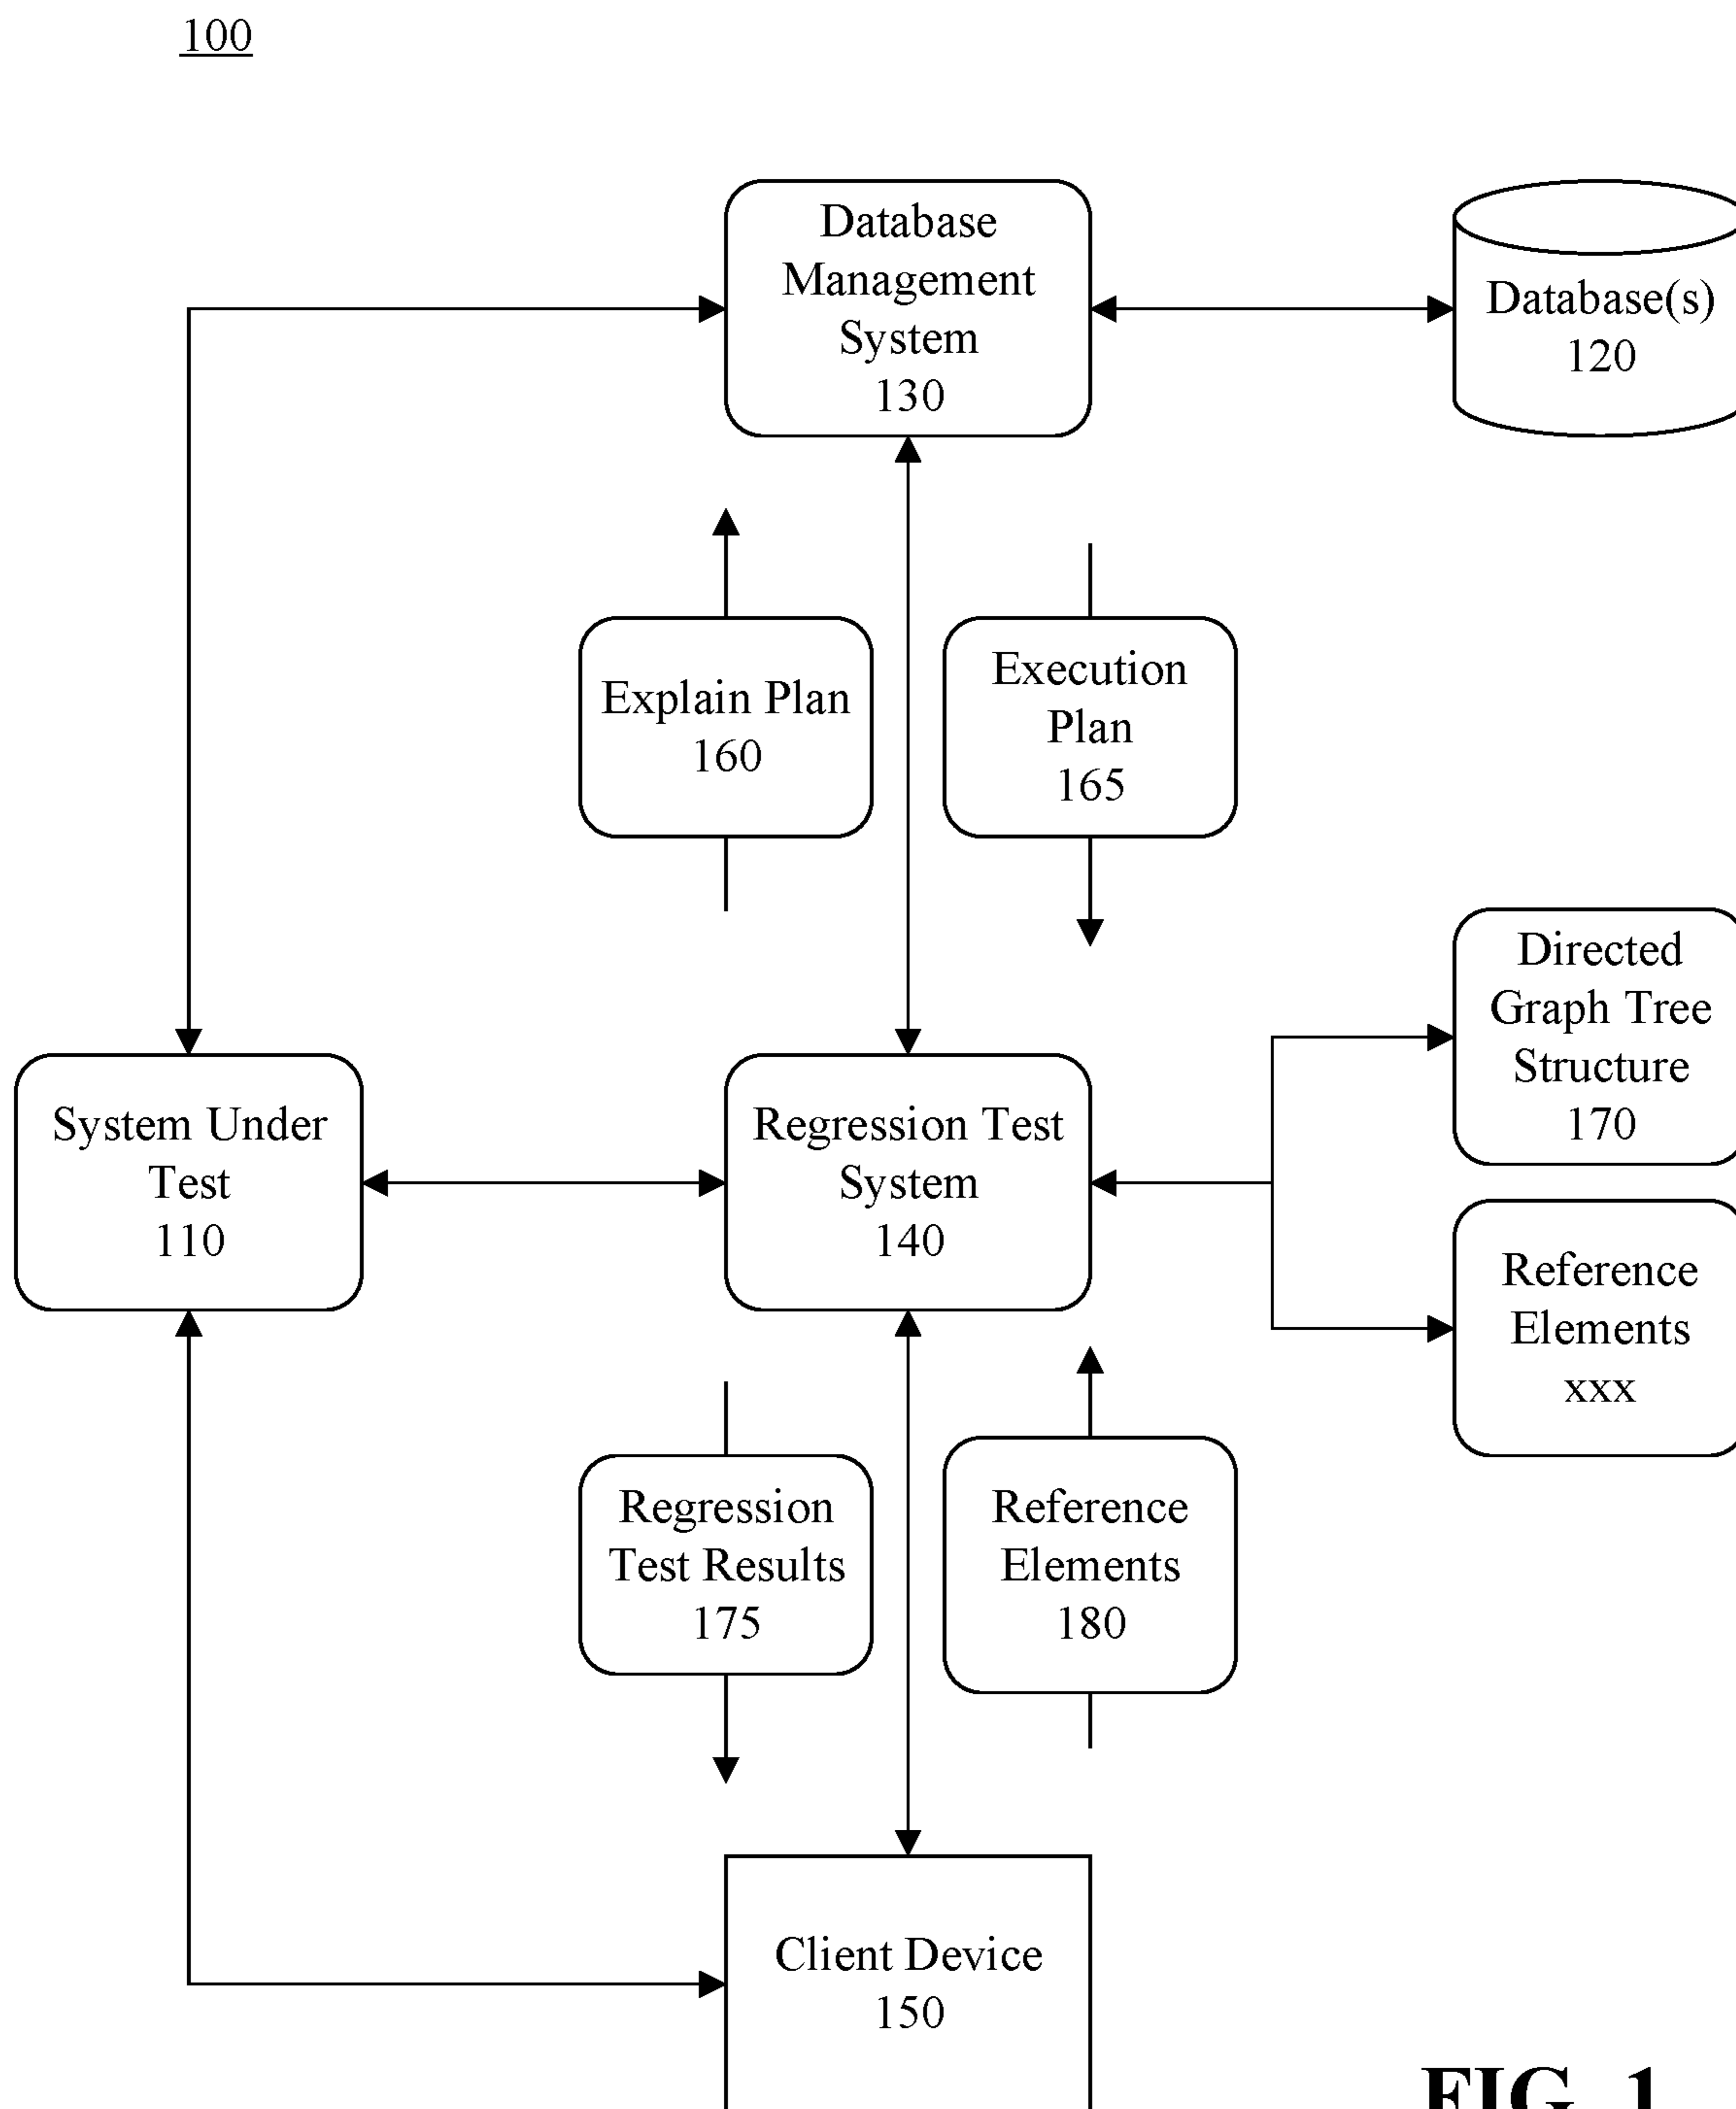 100
Database
Management
System
130
Database(s)
120
Explain Plan
160
Execution
Plan
165
Directed
Graph Tree
Structure
170
System Under
Test
110
Regression Test
System
140
Reference
Elements
xxx
Regression
Test Results
175
Reference
Elements
180
Client Device
150
FIG. 1